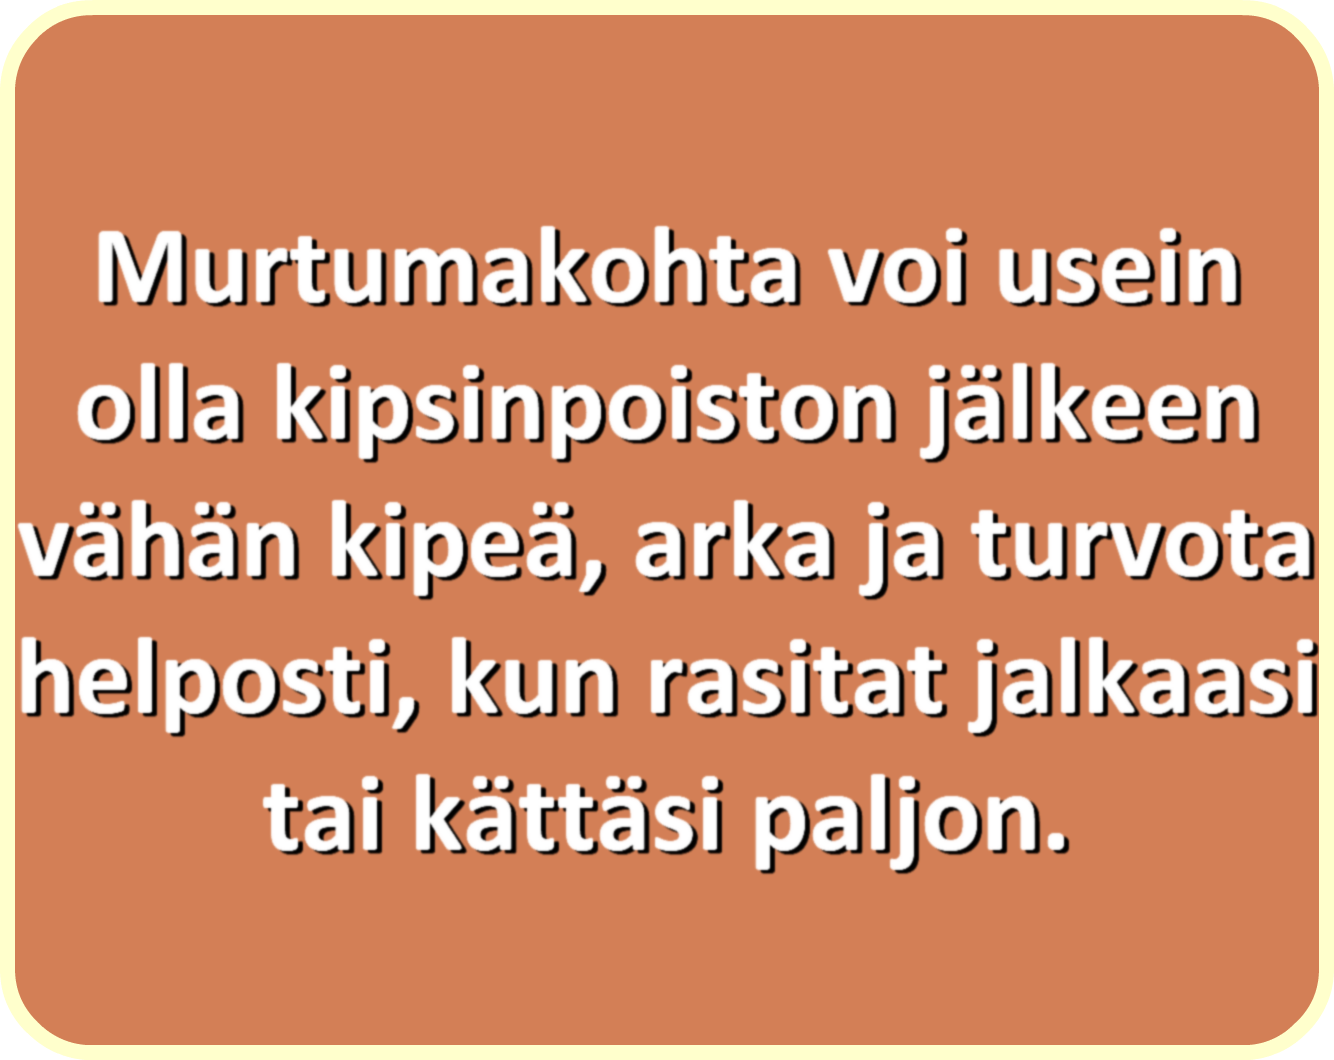 Murtumakohta voi usein
olla kipsinpoiston jälkeen
vähän kipeä, arka ja turvota
helposti, kun rasitat jalkaasi
tai kättäsi paljon.